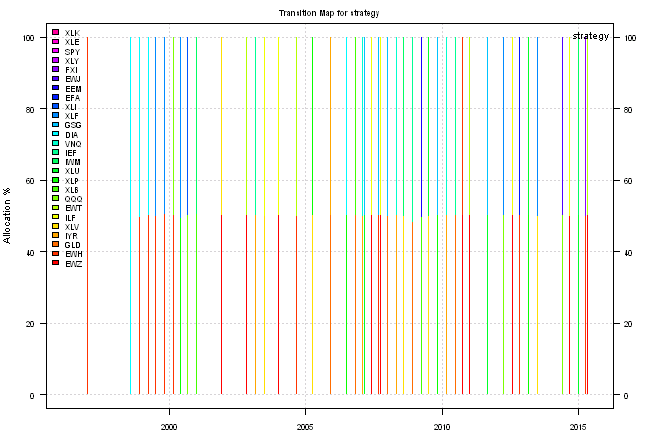 Transition Map for strategy
strategy
Allocation %
100
80
60
40
20
0
100
80
60
40
20
0
XLK
XLE
SPY
XLY
FXI
EWJ
EEM
EFA
XLI
XLF
GSG
DIA
VNQ
IEF
IWM
XLU
XLP
XLB
QQQ
EWT
ILF
XLV
IYR
GLD
EWH
EWZ
2000
2005
2010
2015